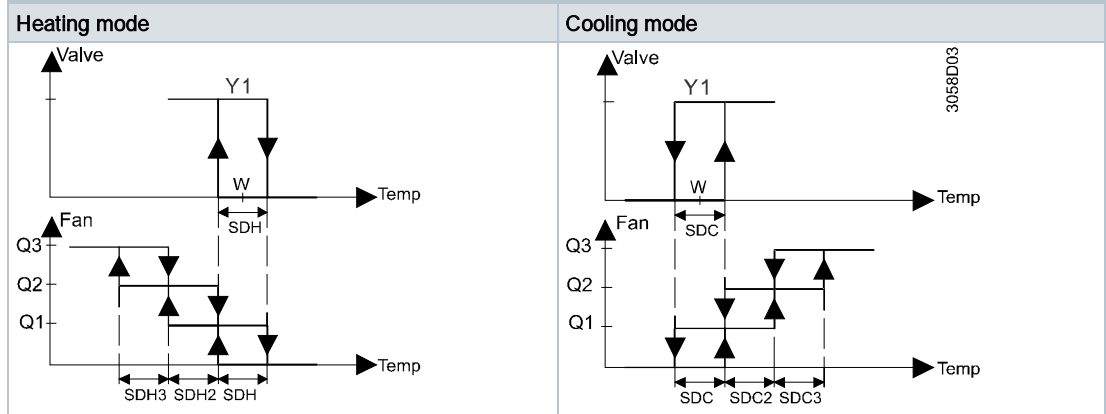 Heating mode
Cooling mode
Valve
Y1
W
Temp
SDH
Fan
Q3
Q2
Q1
Temp
SDH3 SDH2 SDH
Valve
Y1
W
Temp
SDC
Fan
Q3
Q2
Q1
Temp
SDC SDC2 SDC3
3058D03